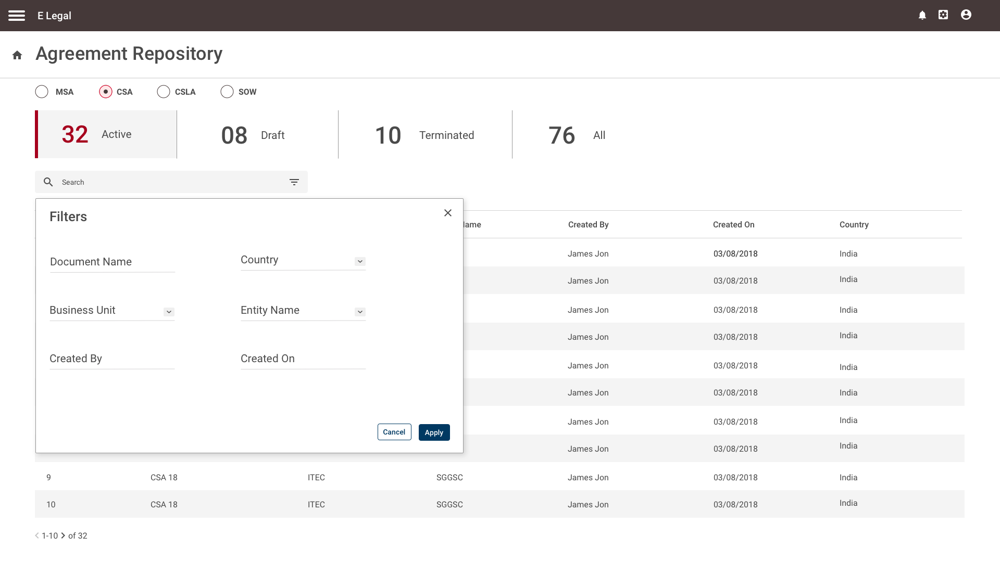 E Legal
Agreement Repository
MSA CSA CSLA SOW
32 Active 08 Draft 10 Terminated 76 All
Search
Filters
Created By Created On Country
Document Name Country
Business Unit Entity Name
Created By Created On
Cancel Apply
James Jon 03/08/2018 India
James Jon 03/08/2018 India
James Jon 03/08/2018 India
James Jon 03/08/2018 India
James Jon 03/08/2018 India
James Jon 03/08/2018 India
James Jon 03/08/2018 India
James Jon 03/08/2018 India
9 CSA 18 ITEC SGGSC James Jon 03/08/2018 India
10 CSA 18 ITEC SGGSC James Jon 03/08/2018 India
1-10 of 32